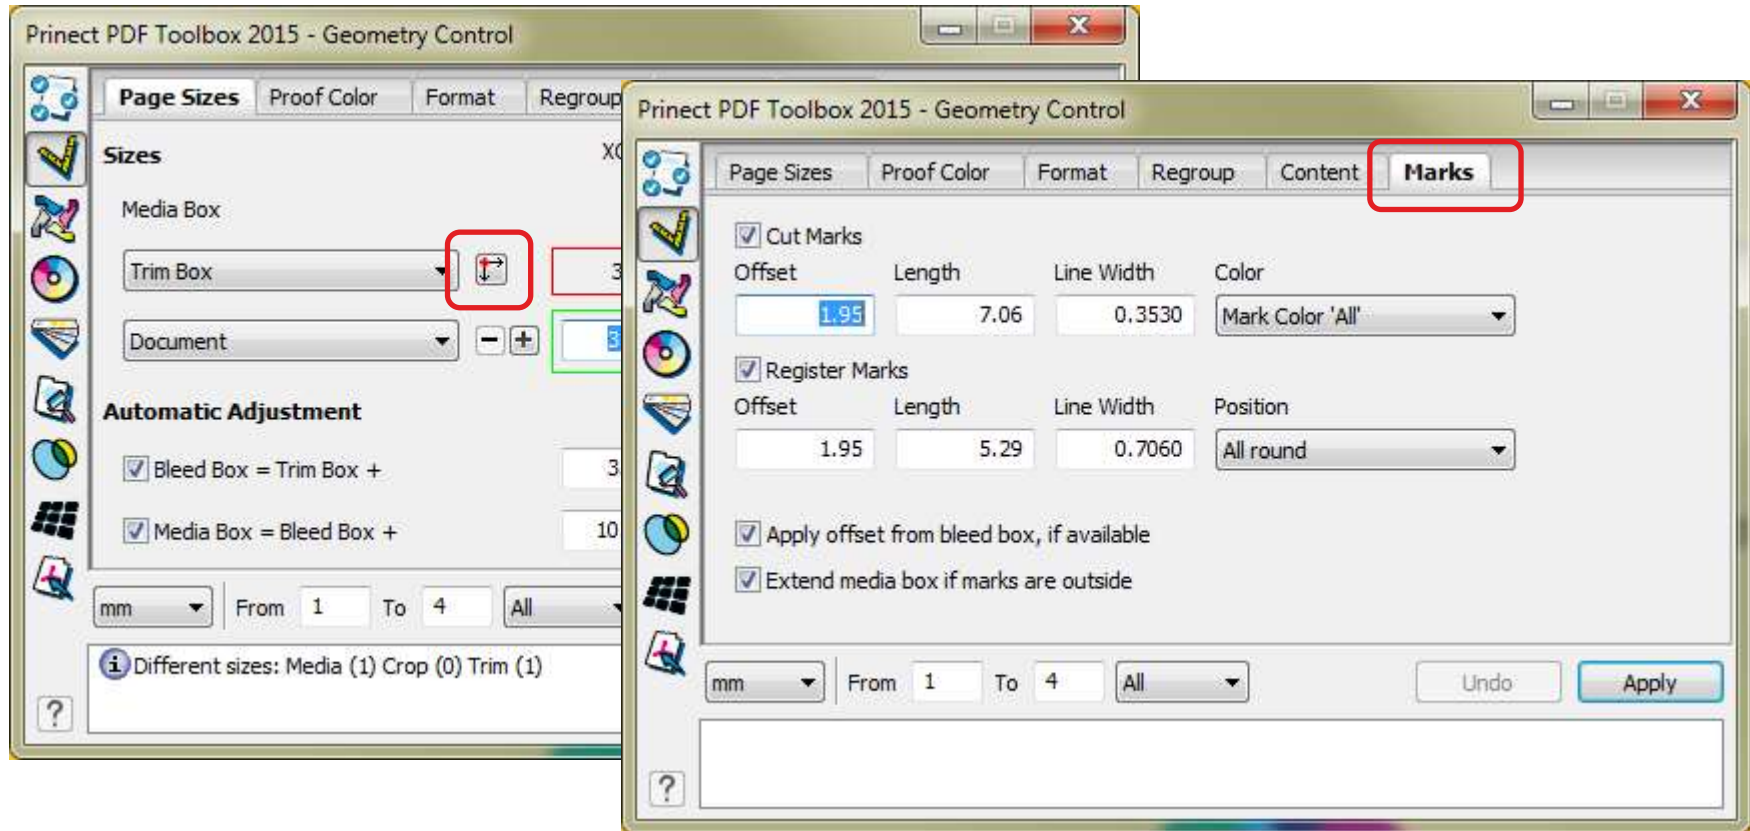 Prinect PDF Toolbox 2015 - Geometry Control
Page Sizes Proof Color Format Regroup
Sizes
Media Box
Trim Box 3
Document 3
Automatic Adjustment
Bleed Box = Trim Box + 3
Media Box = Bleed Box + 10
mm From 1 To 4 All
Different sizes: Media (1) Crop (0) Trim (1)
?
Prinect PDF Toolbox 2015 - Geometry Control
Page Sizes Proof Color Format Regroup Content Marks
Cut Marks
Offset Length Line Width Color
1.95 7.06 0.3530 Mark Color 'All'
Register Marks
Offset Length Line Width Position
1.95 5.29 0.7060 All round
Apply offset from bleed box, if available
Extend media box if marks are outside
mm From 1 To 4 All Undo Apply
?